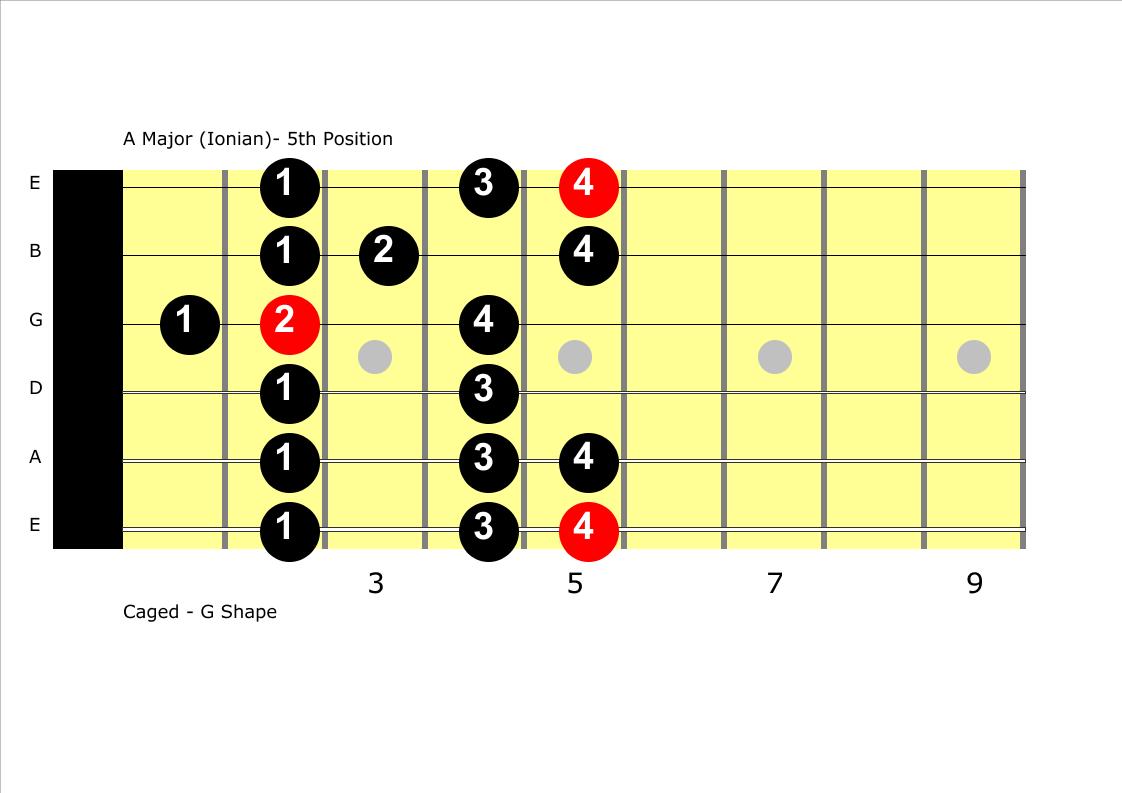 A Major (Ionian)- 5th Position
E 1 3 4
B 1 2 4
G 1 2 4
D 1 3
A 1 3 4
E 1 3 4
3 5 7 9
Caged - G Shape